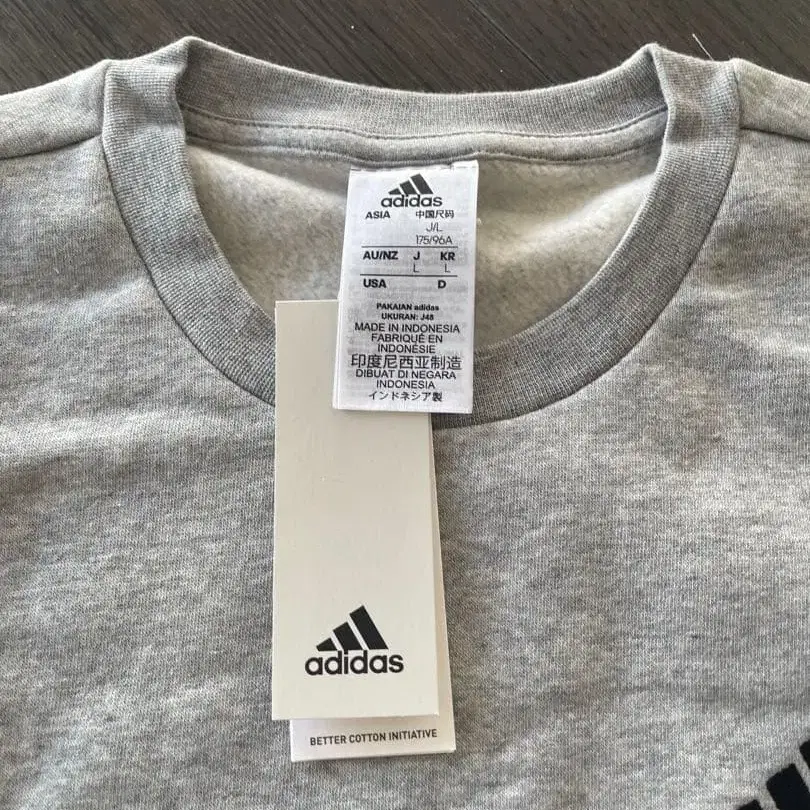 adidas
ASIA 中国尺码
J/L
175/96A
AU/NZ J KR
L L
USA D
PAKAIAN adidas
UKURAN: J48
MADE IN INDONESIA
FABRIQUÉ EN
INDONÉSIE
印度尼西亚制造
DIBUAT DI NEGARA
INDONESIA
インドネシア製
adidas
BETTER COTTON INITIATIVE